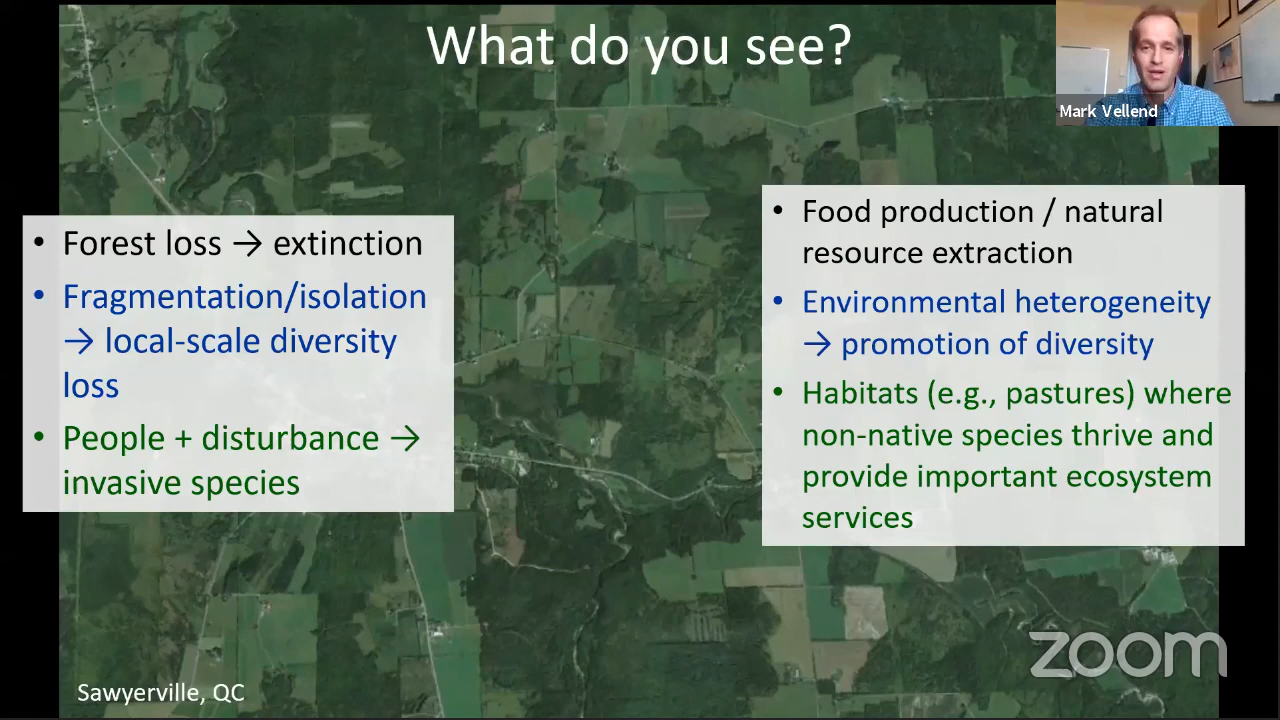 What do you see?
Mark Vellend
• Forest loss → extinction
• Fragmentation/isolation
→ local-scale diversity
loss
• People + disturbance →
invasive species
• Food production / natural
resource extraction
• Environmental heterogeneity
→ promotion of diversity
• Habitats (e.g., pastures) where
non-native species thrive and
provide important ecosystem
services
Sawyerville, QC
zoom